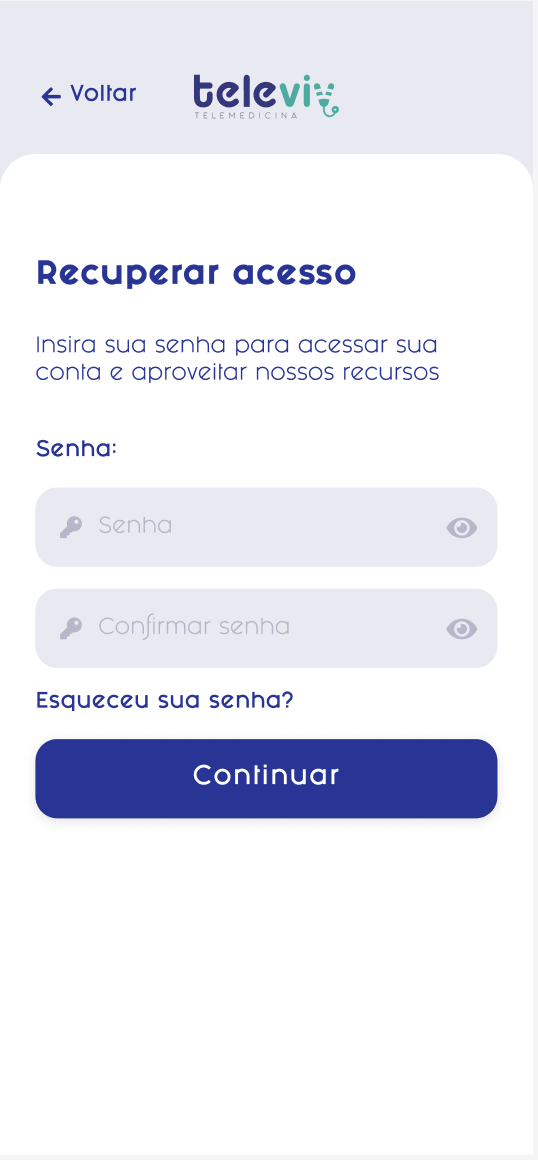 Voltar
televiv
TELEMEDICINA
Recuperar acesso
Insira sua senha para acessar sua
conta e aproveitar nossos recursos
Senha:
Senha
Confirmar senha
Esqueceu sua senha?
Continuar